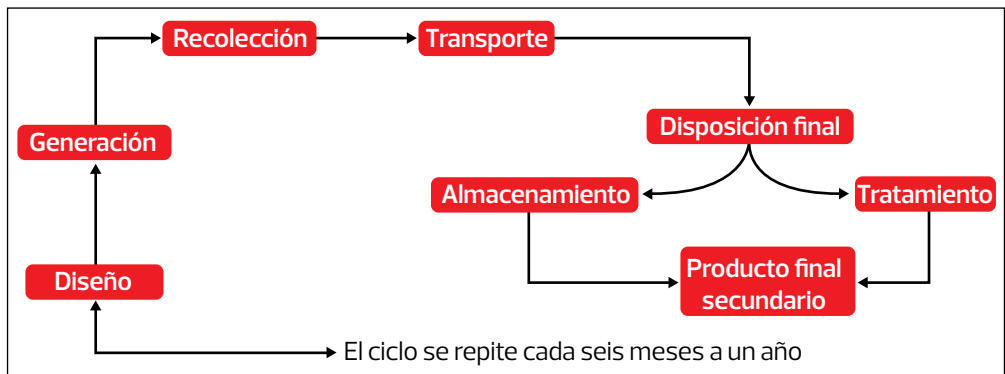 Recolección
Transporte
Disposición final
Generación
Almacenamiento
Tratamiento
Diseño
Producto final
secundario
El ciclo se repite cada seis meses a un año